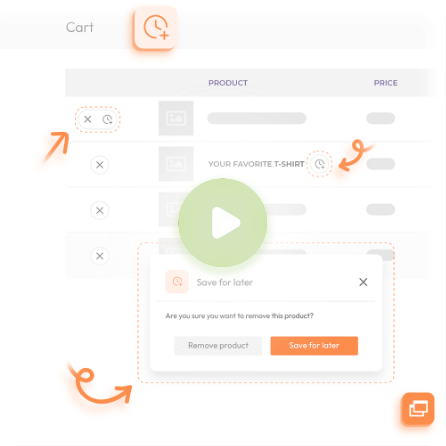 Cart
PRODUCT PRICE
YOUR FAVORITE T-SHIRT
Save for later
Are you sure you want to remove this product?
Remove product Save for later